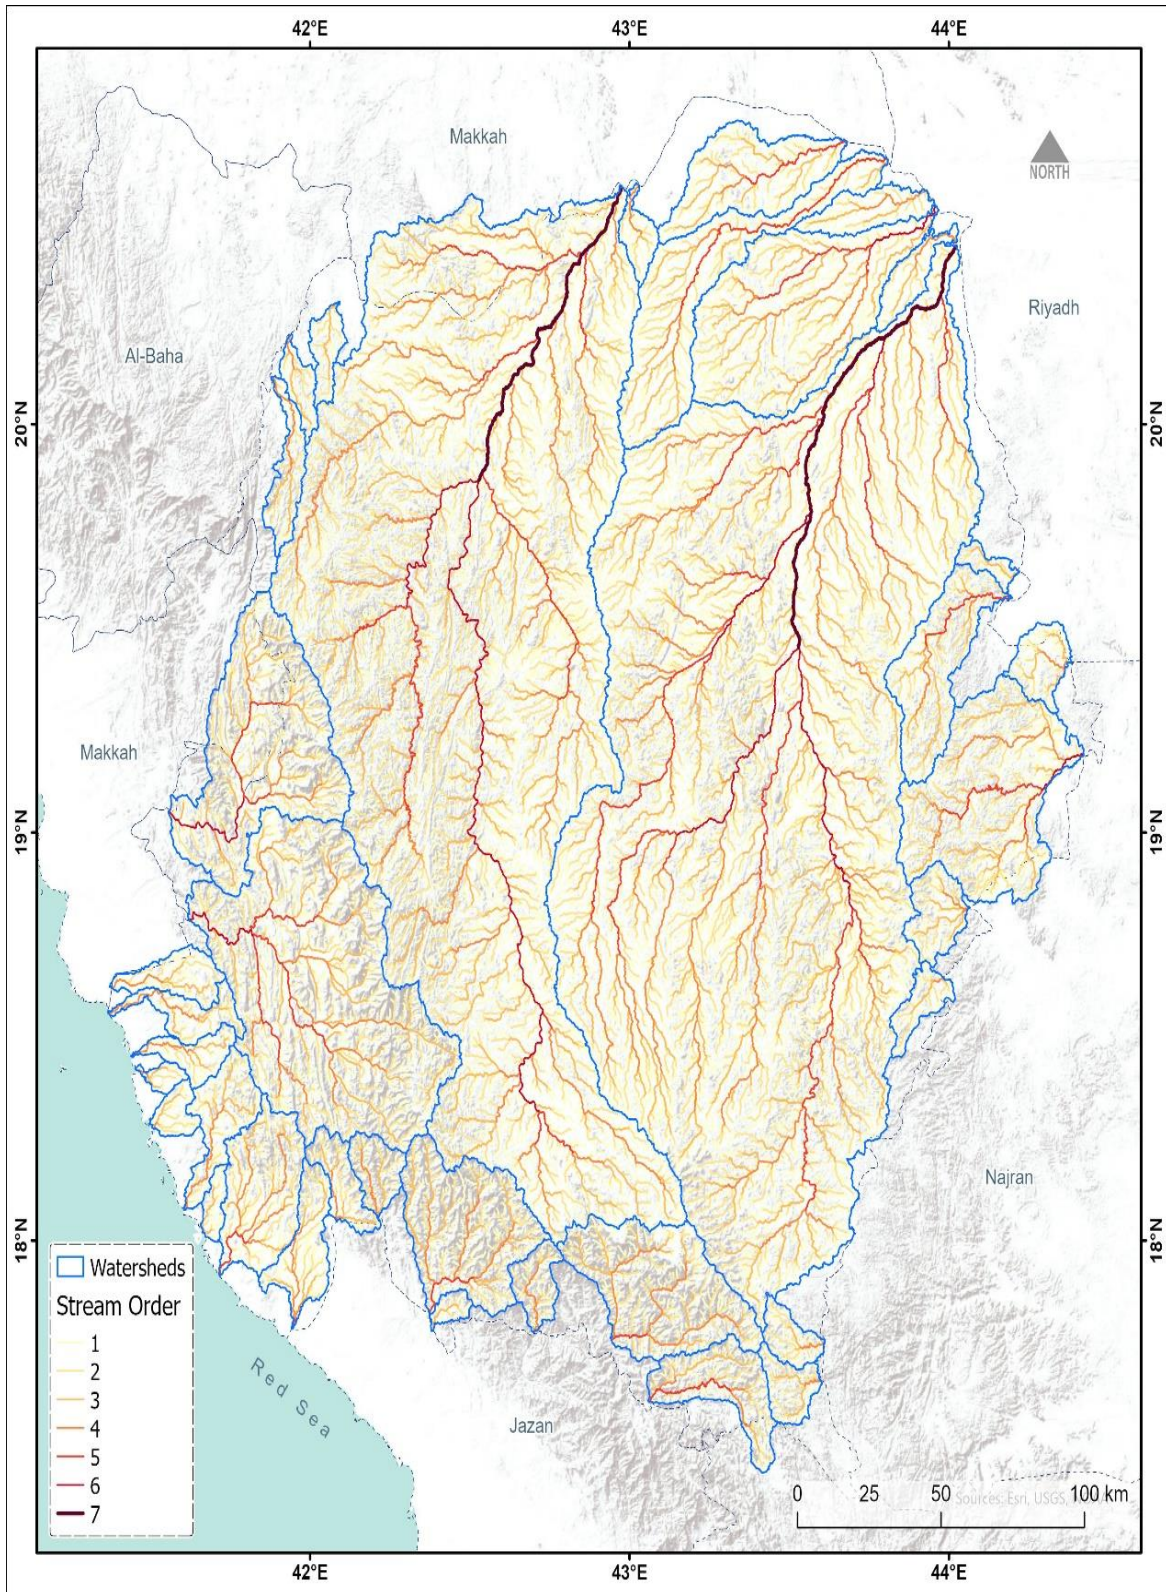 42°E 43°E 44°E
Makkah
NORTH
Riyadh
Al-Baha
20°N 20°N
Makkah
19°N 19°N
Najran
18°N 18°N
Watersheds
Stream Order
1
2
3
4
5
6
7
Red Sea
Jazan
0 25 50 100 km
Sources: Esri, USGS,
42°E 43°E 44°E